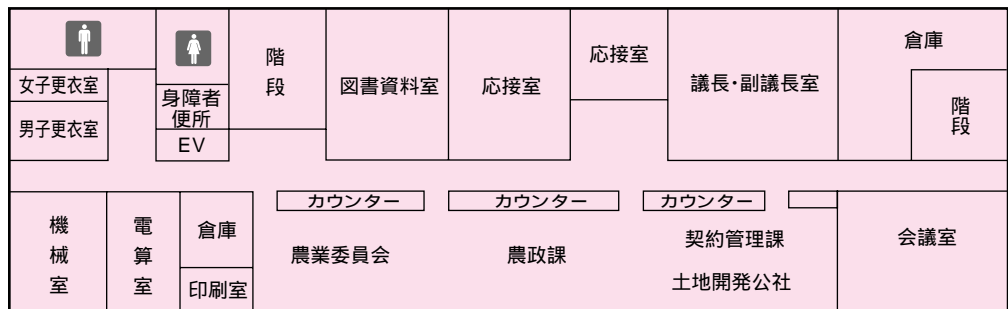 階段
図書資料室
応接室
応接室
議長・副議長室
倉庫
階段
女子更衣室
男子更衣室
身障者
便所
EV
カウンター
カウンター
カウンター
機械室
電算室
倉庫
印刷室
農業委員会
農政課
契約管理課
土地開発公社
会議室